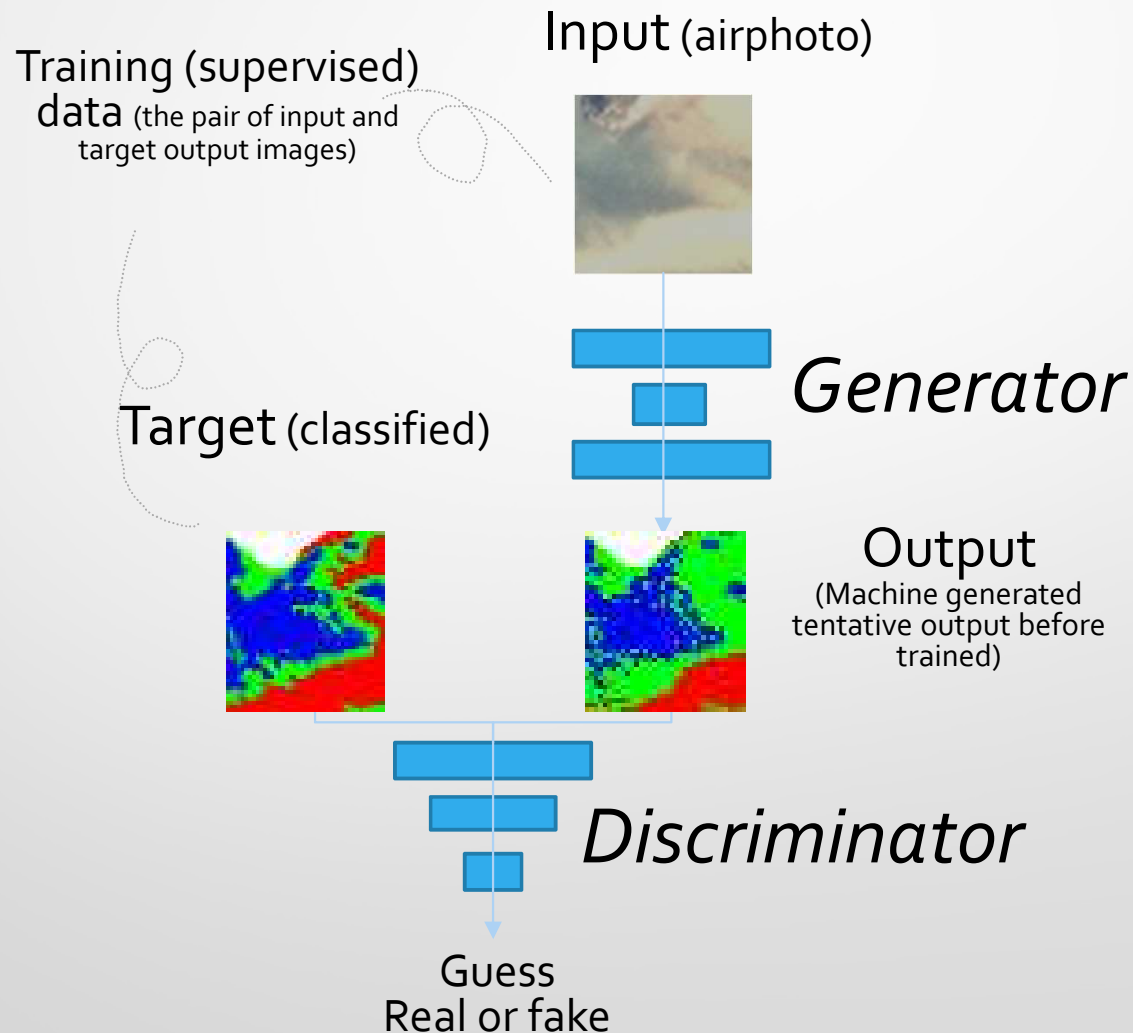 Input (airphoto)
Training (supervised)
data (the pair of input and
target output images)
Generator
Target (classified)
Output
(Machine generated
tentative output before
trained)
Discriminator
Guess
Real or fake